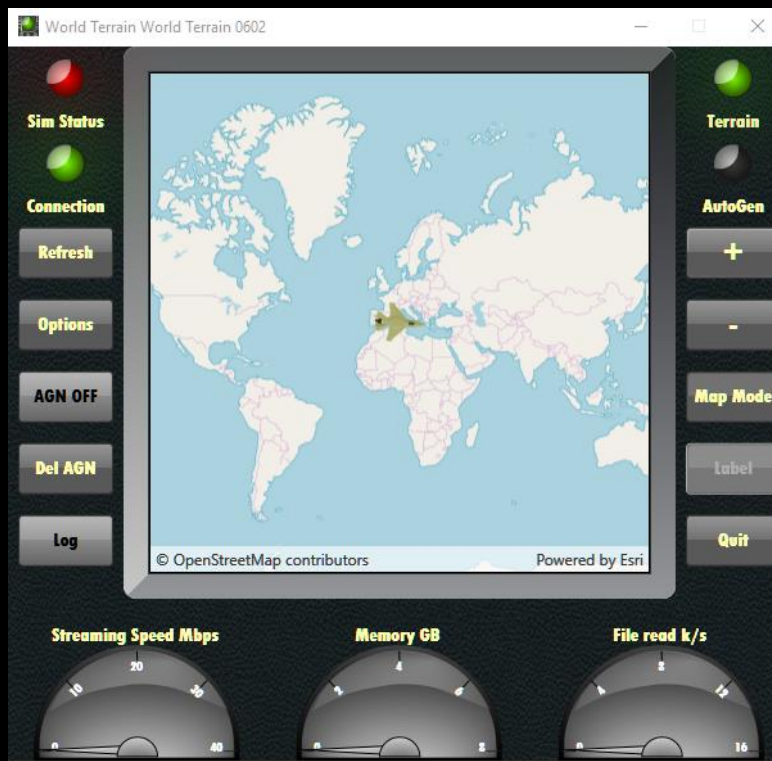 World Terrain World Terrain 0602
Sim Status
Terrain
Connection
AutoGen
Refresh
+
Options
-
AGN OFF
Map Mode
Del AGN
Label
Log
Quit
© OpenStreetMap contributors
Powered by Esri
Streaming Speed Mbps
Memory GB
File read k/s
0 10 20 30 40
0 2 4 6 8
0 4 8 12 16